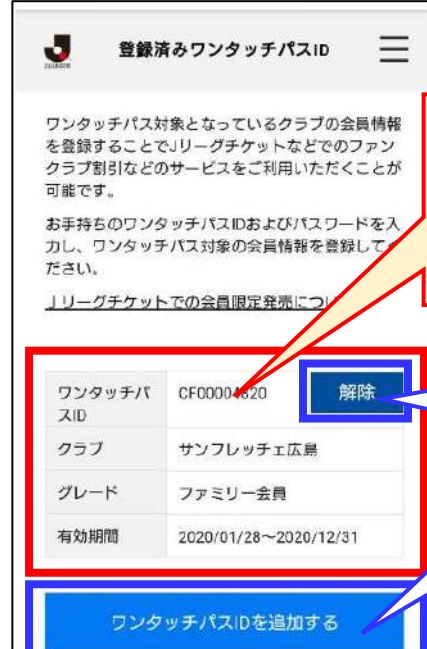 登録済みワンタッチパスID
ワンタッチパス対象となっているクラブの会員情報
を登録することでJリーグチケットなどでのファン
クラブ割引などのサービスをご利用いただくことが
可能です。
お手持ちのワンタッチパスIDおよびパスワードを入
力し、ワンタッチパス対象の会員情報を登録して
ださい。
Jリーグチケットでの会員限定発売につ
ワンタッチパ
スID
CF00004820
解除
クラブ
サンフレッチェ広島
グレード
ファミリー会員
有効期間
2020/01/28～2020/12/31
ワンタッチパスIDを追加する